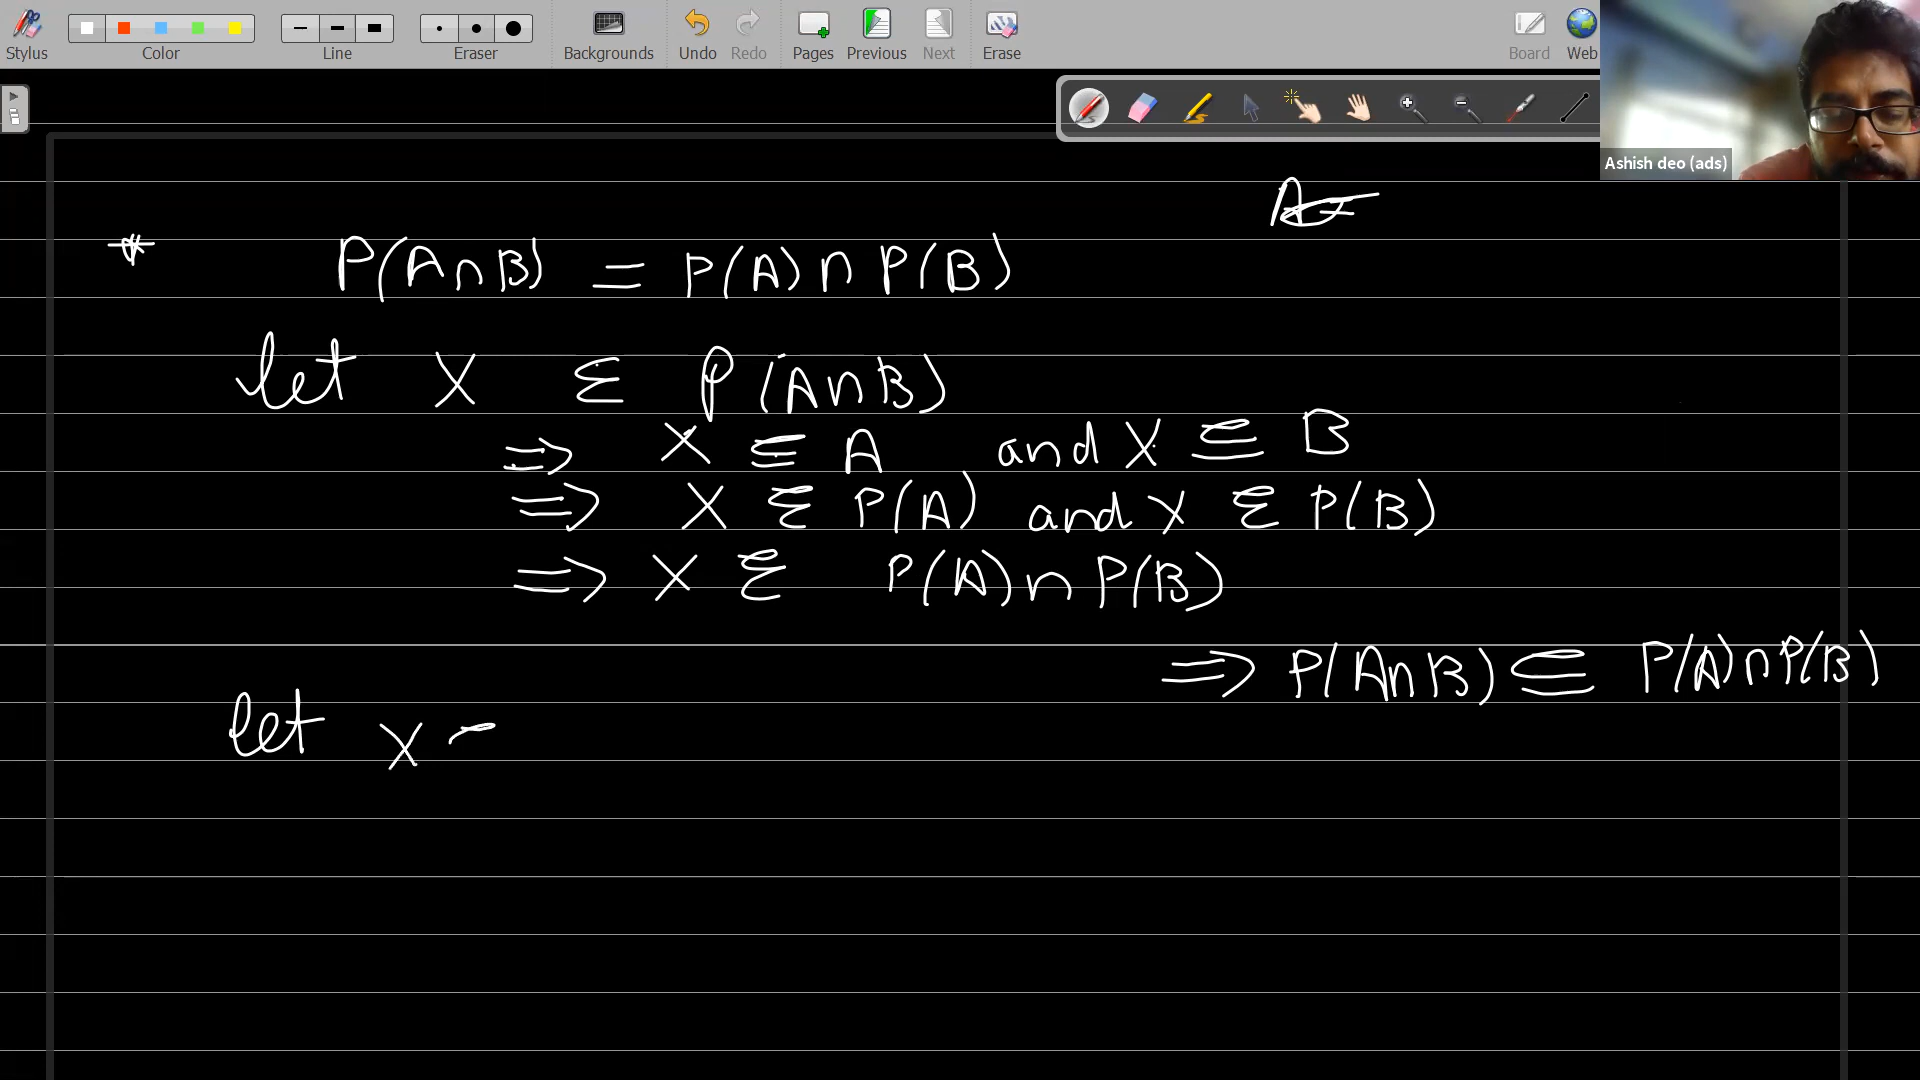 Stylus Color Line Eraser Backgrounds Undo Redo Pages Previous Next Erase Board Web
Ashish deo (ads)
* P(A∩B) = P(A)∩P(B)
let X ∈ P(A∩B)
⇒ X ⊆ A and X ⊆ B
⇒ X ∈ P(A) and X ∈ P(B)
⇒ X ∈ P(A)∩P(B)
⇒ P(A∩B) ⊆ P(A)∩P(B)
let X